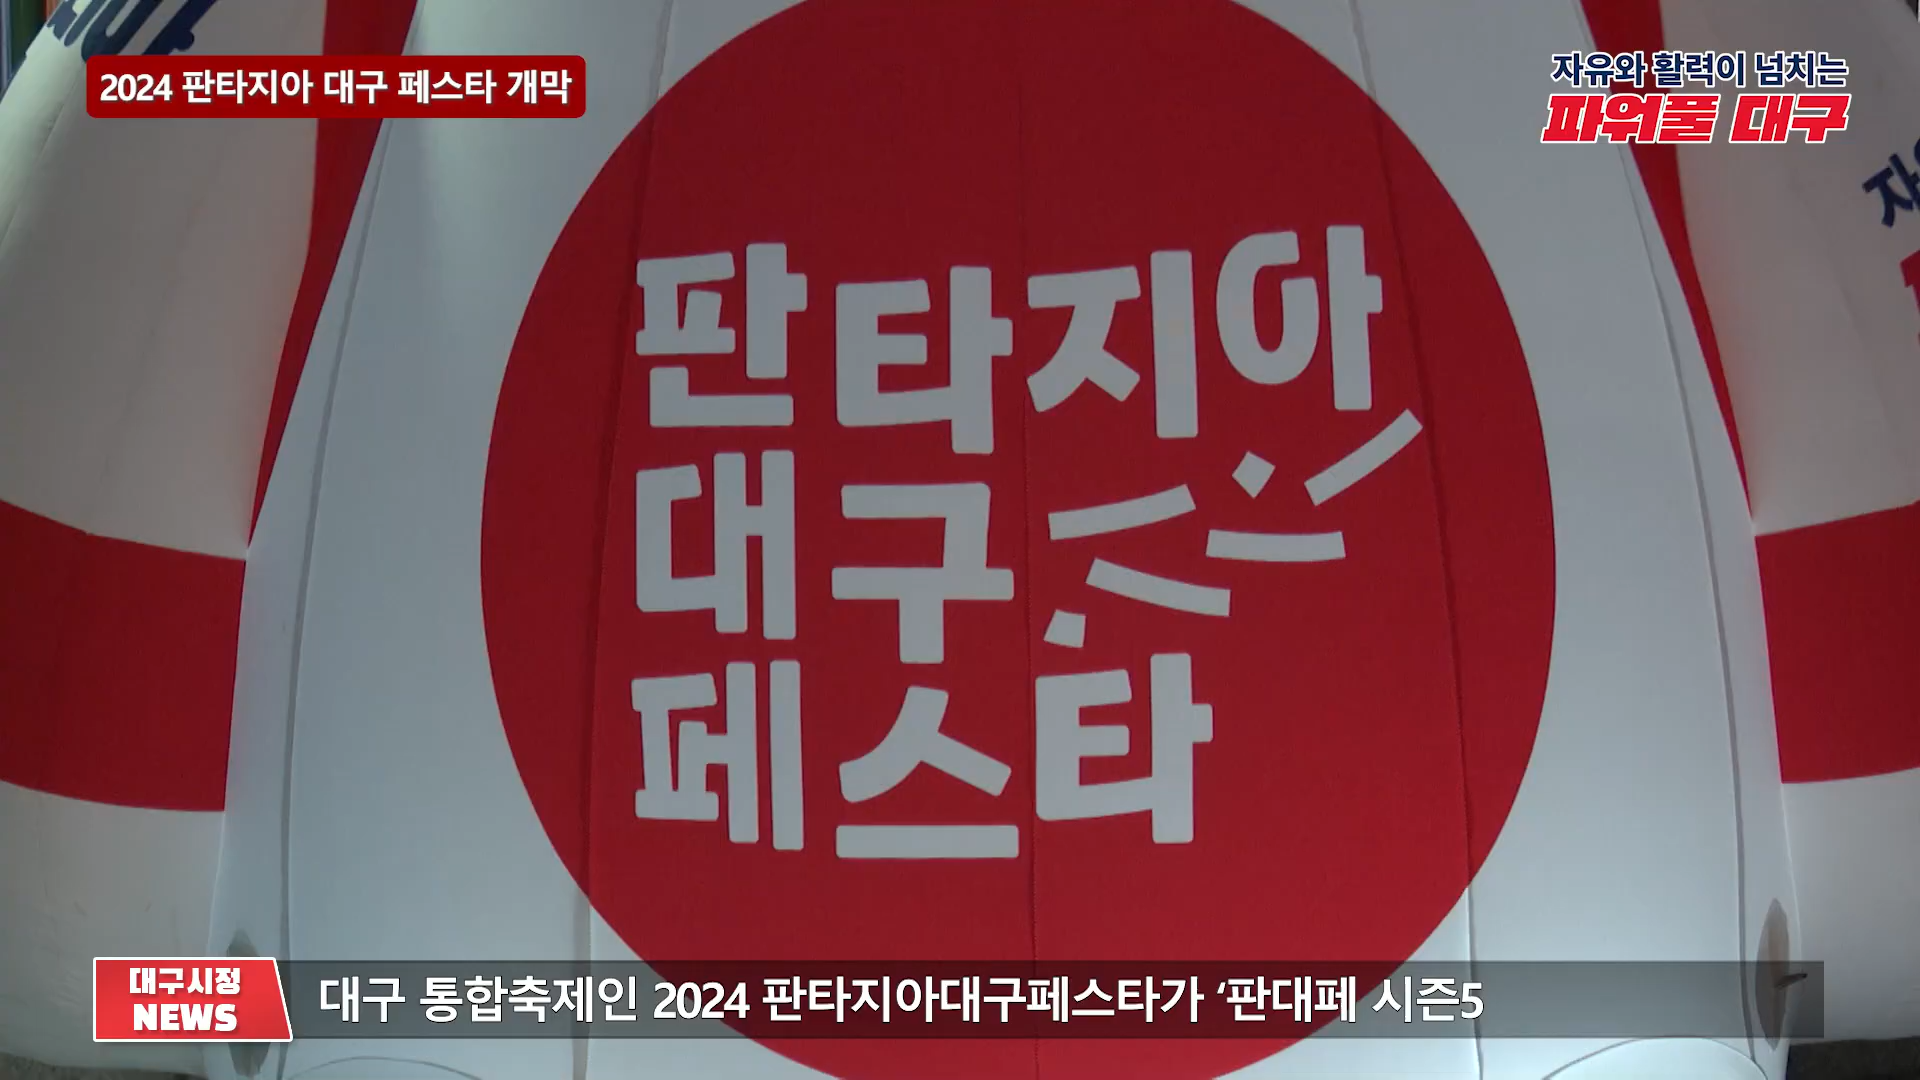 2024 판타지아 대구 페스타 개막
자유와 활력이 넘치는
파워풀 대구
판타지아
대구
페스타
대구시정
NEWS
대구 통합축제인 2024 판타지아대구페스타가 ‘판대페 시즌5